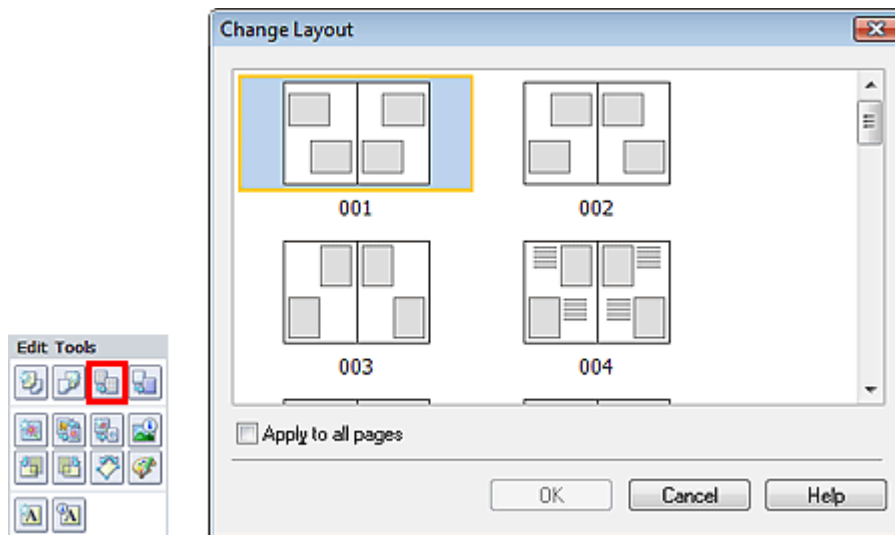 Change Layout
001
002
003
004
Edit Tools
Apply to all pages
OK
Cancel
Help
A
A